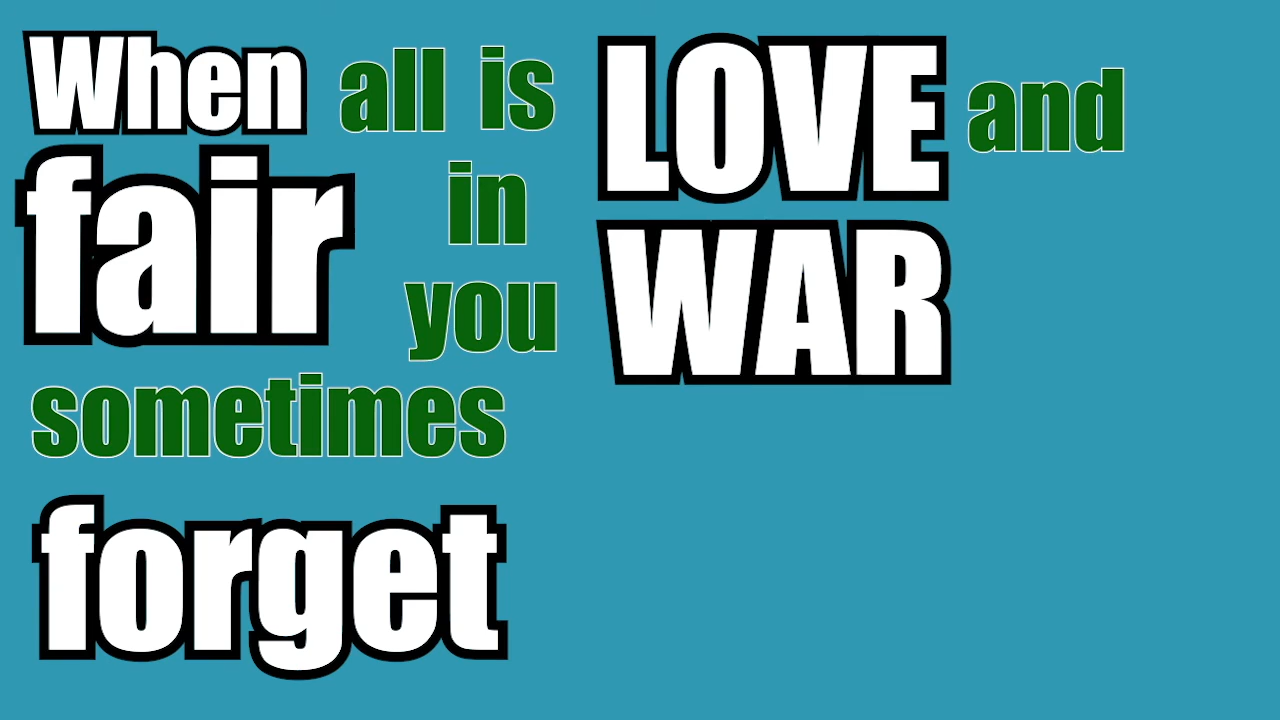 When all is
fair in
you
sometimes
forget
LOVE and
WAR